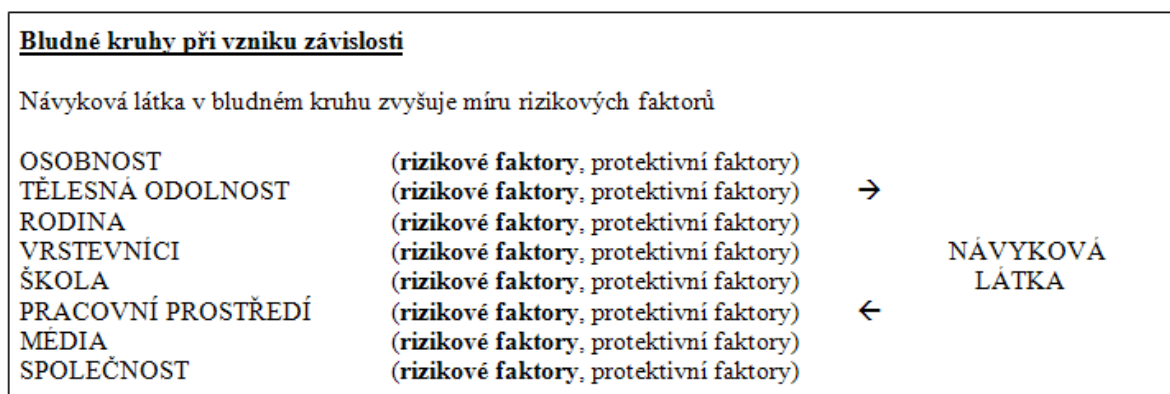 Bludné kruhy při vzniku závislosti
Návyková látka v bludném kruhu zvyšuje míru rizikových faktorů
OSOBNOST (rizikové faktory, protektivní faktory)
TĚLESNÁ ODOLNOST (rizikové faktory, protektivní faktory) →
RODINA (rizikové faktory, protektivní faktory)
VRSTEVNÍCI (rizikové faktory, protektivní faktory) NÁVYKOVÁ
ŠKOLA (rizikové faktory, protektivní faktory) LÁTKA
PRACOVNÍ PROSTŘEDÍ (rizikové faktory, protektivní faktory) ←
MÉDIA (rizikové faktory, protektivní faktory)
SPOLEČNOST (rizikové faktory, protektivní faktory)